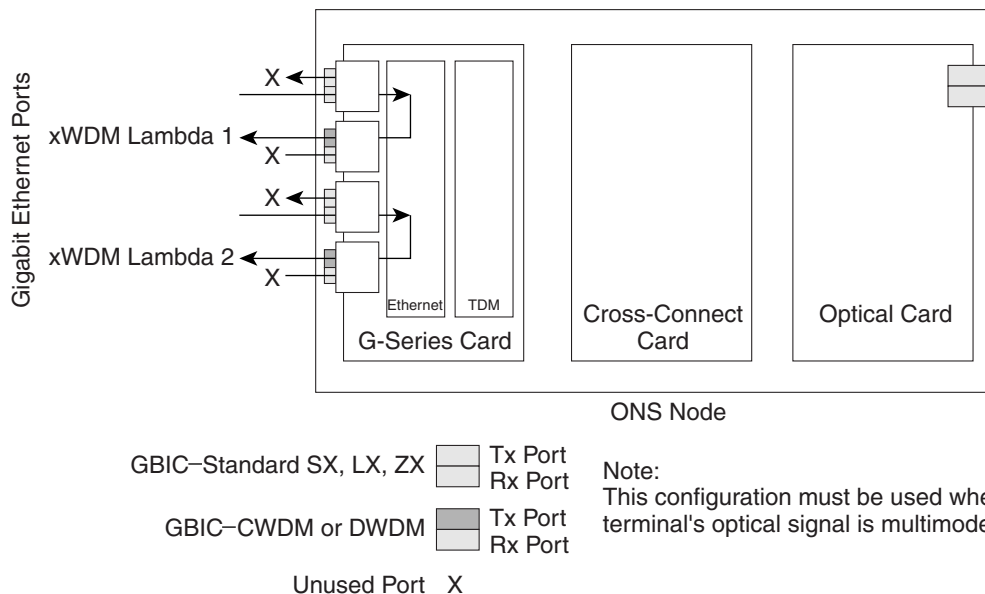 Gigabit Ethernet Ports
X
xWDM Lambda 1
X
X
xWDM Lambda 2
X
Ethernet
TDM
G-Series Card
Cross-Connect
Card
Optical Card
ONS Node
GBIC–Standard SX, LX, ZX
Tx Port
Rx Port
GBIC–CWDM or DWDM
Tx Port
Rx Port
Unused Port X
Note:
This configuration must be used whe
terminal's optical signal is multimode